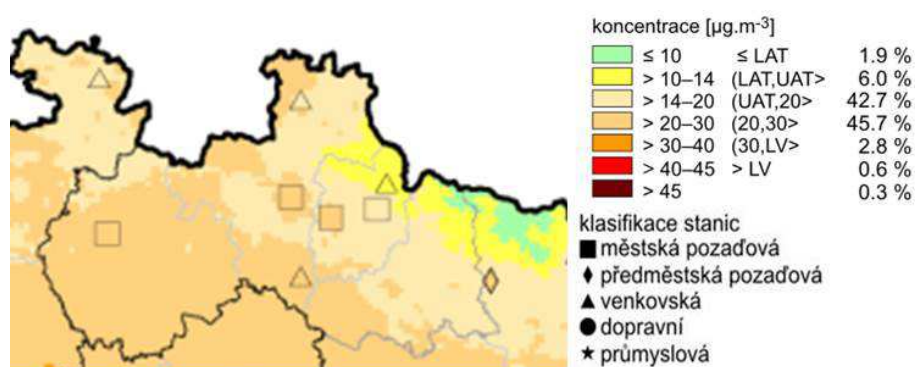 koncentrace [µg.m-3]
≤ 10 ≤ LAT 1.9 %
> 10–14 (LAT,UAT> 6.0 %
> 14–20 (UAT,20> 42.7 %
> 20–30 (20,30> 45.7 %
> 30–40 (30,LV> 2.8 %
> 40–45 > LV 0.6 %
> 45 0.3 %
klasifikace stanic
městská pozaďová
předměstská pozaďová
venkovská
dopravní
průmyslová